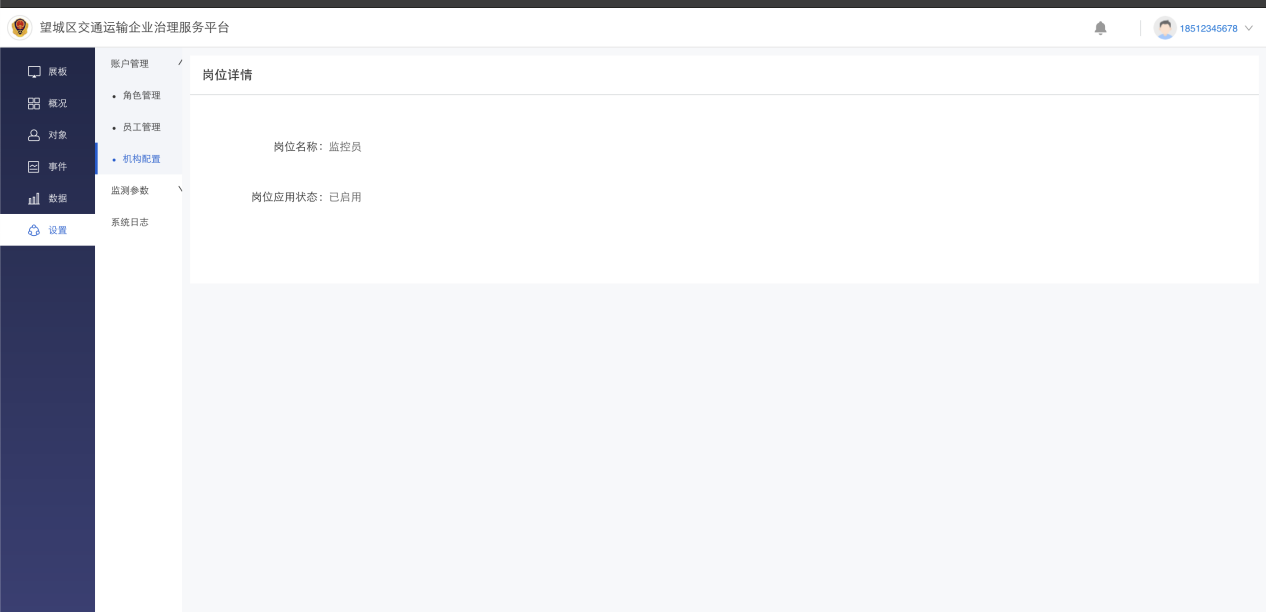 望城区交通运输企业治理服务平台
18512345678
展板
概况
对象
事件
数据
设置
账户管理
角色管理
员工管理
机构配置
监测参数
系统日志
岗位详情
岗位名称： 监控员
岗位应用状态： 已启用